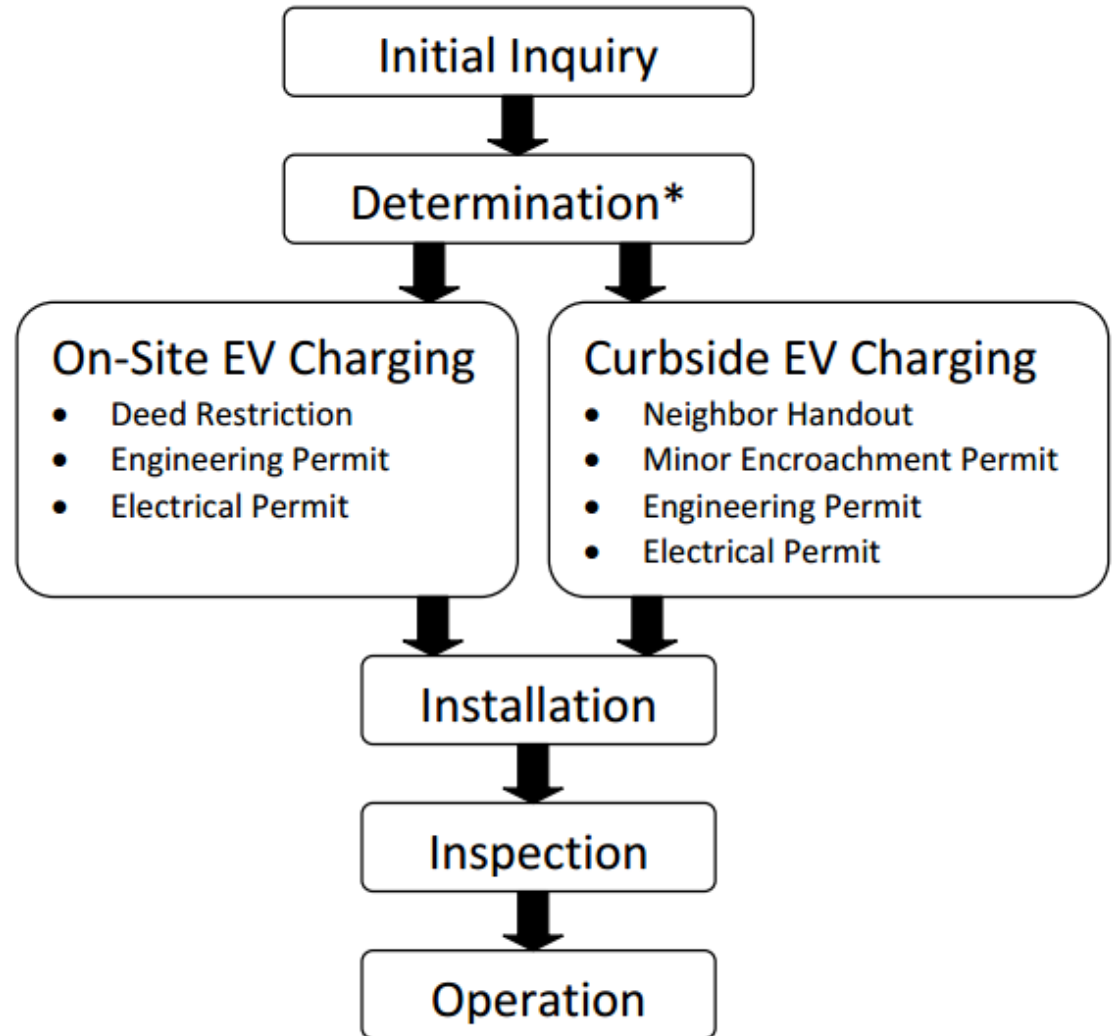 Initial Inquiry
Determination*
On-Site EV Charging
• Deed Restriction
• Engineering Permit
• Electrical Permit
Curbside EV Charging
• Neighbor Handout
• Minor Encroachment Permit
• Engineering Permit
• Electrical Permit
Installation
Inspection
Operation